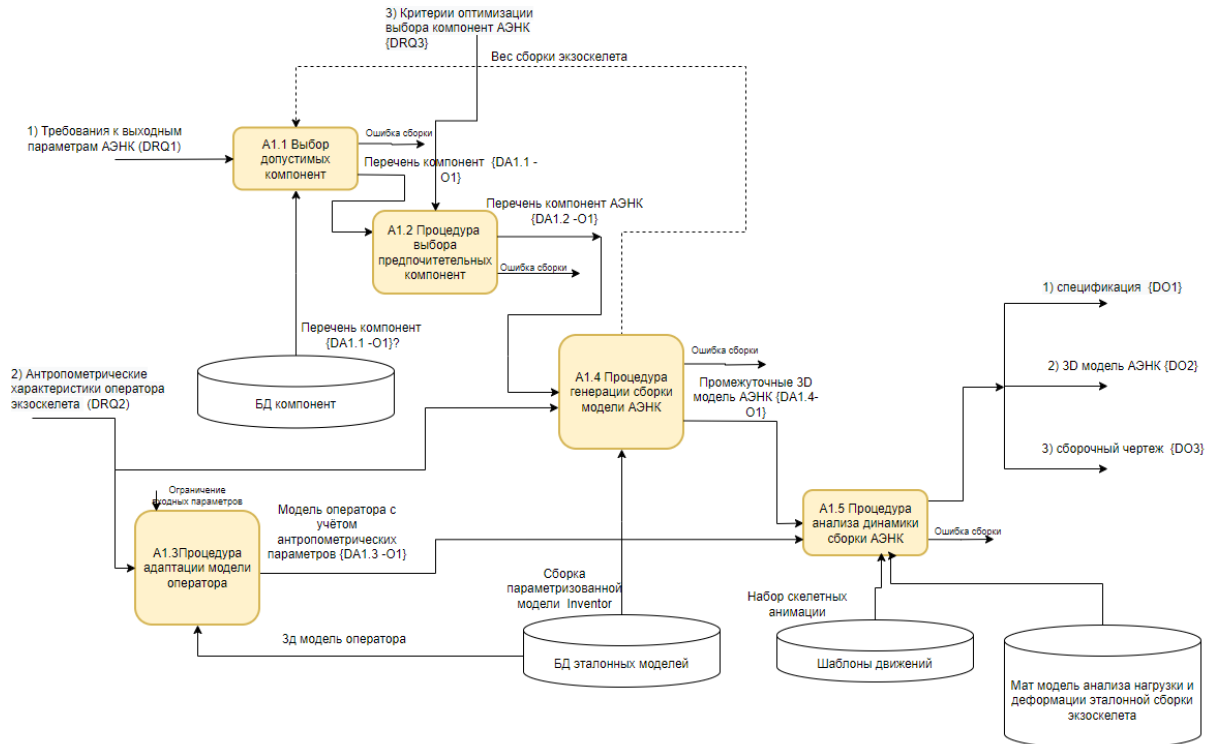 3) Критерии оптимизации
выбора компонент АЭНК
{DRQ3}
Вес сборки экзоскелета
1) Требования к выходным
параметрам АЭНК (DRQ1)
А1.1 Выбор
допустимых
компонент
Ошибка сборки
Перечень компонент {DA1.1 -
O1}
А1.2 Процедура
выбора
предпочитетельных
компонент
Перечень компонент АЭНК
{DA1.2 -O1}
Ошибка сборки
Перечень компонент
{DA1.1 -O1}?
БД компонент
2) Антропометрические
характеристики оператора
экзоскелета (DRQ2)
А1.4 Процедура
генерации сборки
модели АЭНК
Ошибка сборки
Промежуточные 3D
модель АЭНК {DA1.4-
O1)
1) спецификация {DO1}
2) 3D модель АЭНК {DO2}
3) сборочный чертеж {DO3}
Ограничение
входных параметров
А1.3Процедура
адаптации модели
оператора
Модель оператора с
учётом
антропометрических
параметров {DA1.3 -O1)
А1.5 Процедура
анализа динамики
сборки АЭНК
Ошибка сборки
Сборка
параметризованной
модели Inventor
3д модель оператора
БД эталонных моделей
Набор скелетных
анимации
Шаблоны движений
Мат модель анализа нагрузки и
деформации эталонной сборки
экзоскелета